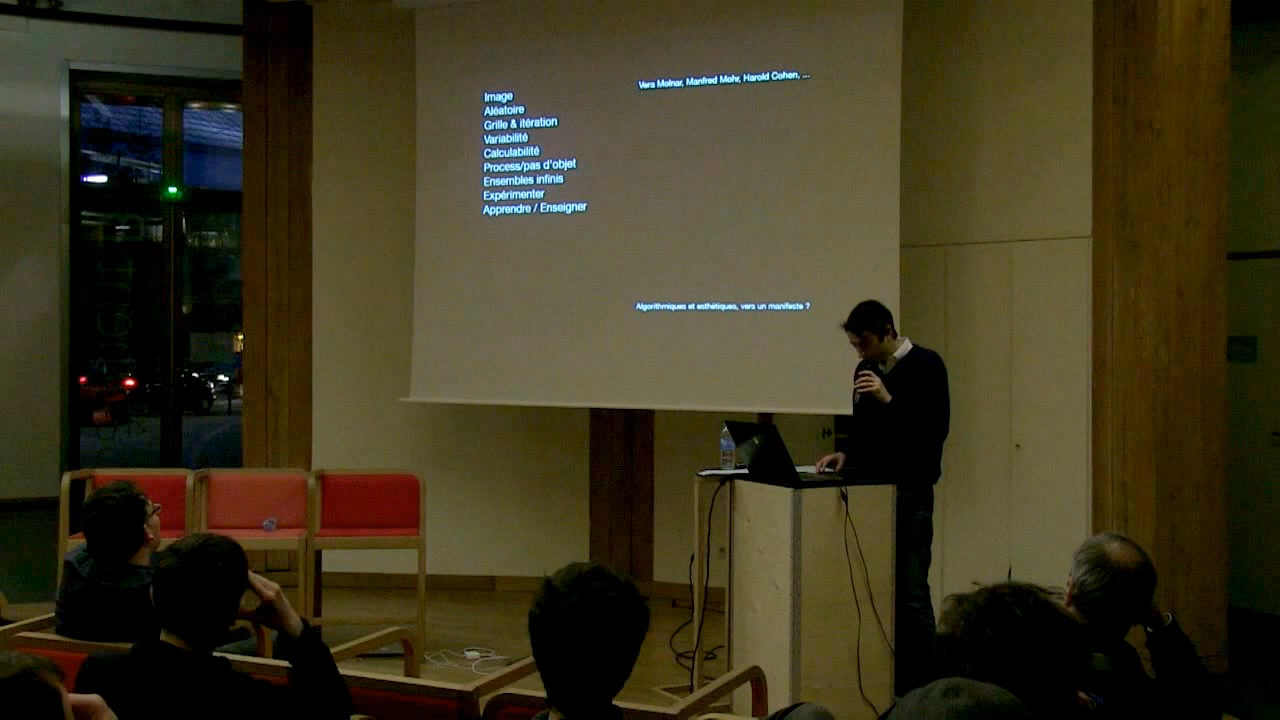 Image
Aléatoire
Grille & itération
Variabilité
Calculabilité
Process/pas d'objet
Ensembles infinis
Expérimenter
Apprendre / Enseigner
Vera Molnar, Manfred Mohr, Harold Cohen, ...
Algorithmiques et esthétiques, vers un manifeste ?